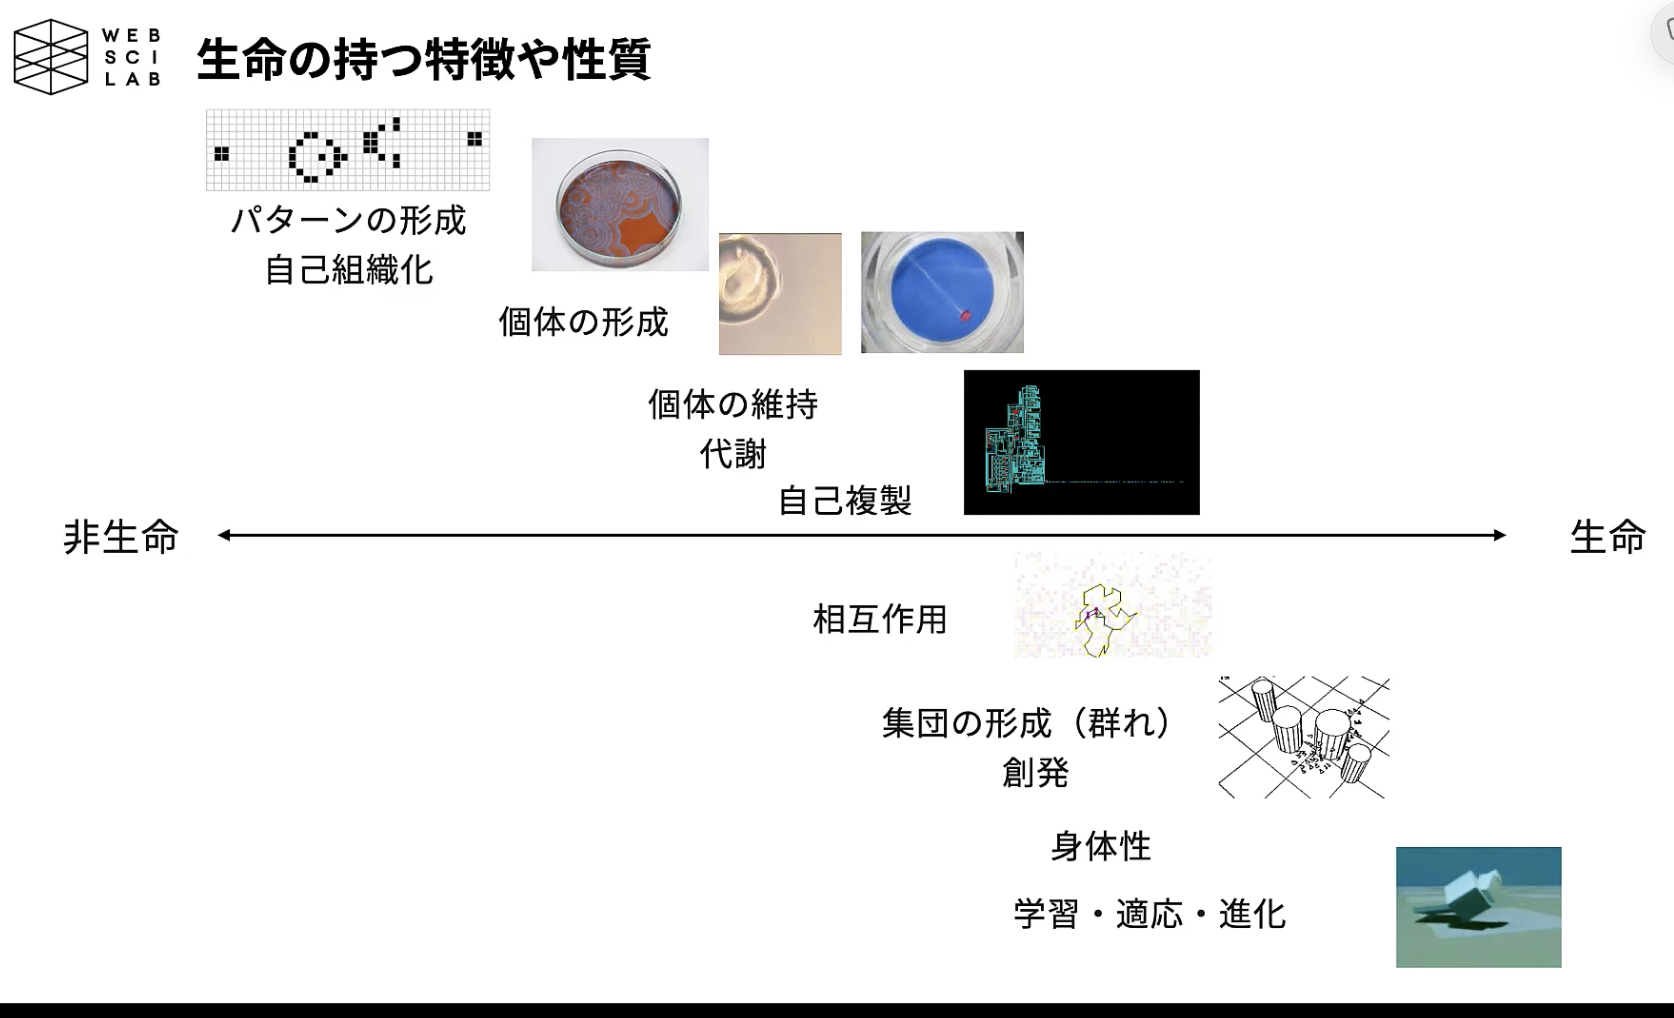 WEB
SCI
LAB
生命の持つ特徴や性質
パターンの形成
自己組織化
個体の形成
個体の維持
代謝
自己複製
非生命
生命
相互作用
集団の形成（群れ）
創発
身体性
学習・適応・進化